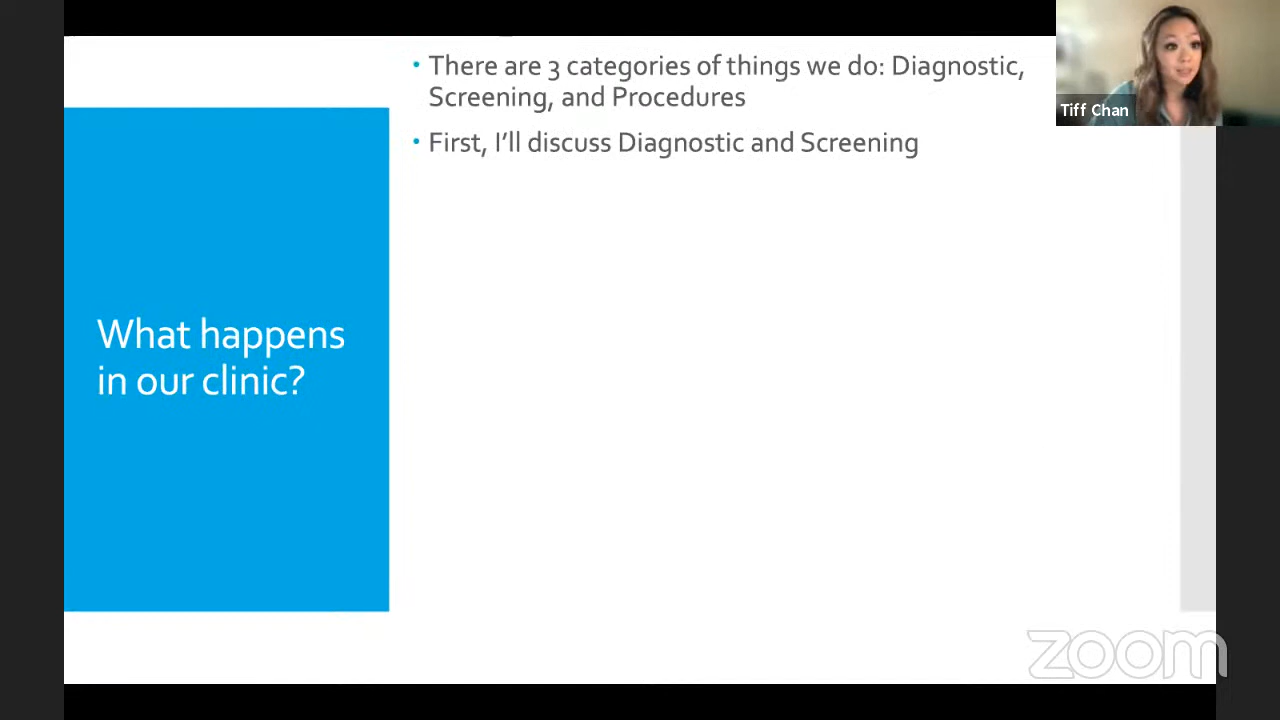 There are 3 categories of things we do: Diagnostic,
Screening, and Procedures
First, I'll discuss Diagnostic and Screening
What happens
in our clinic?
Tiff Chan
zoom